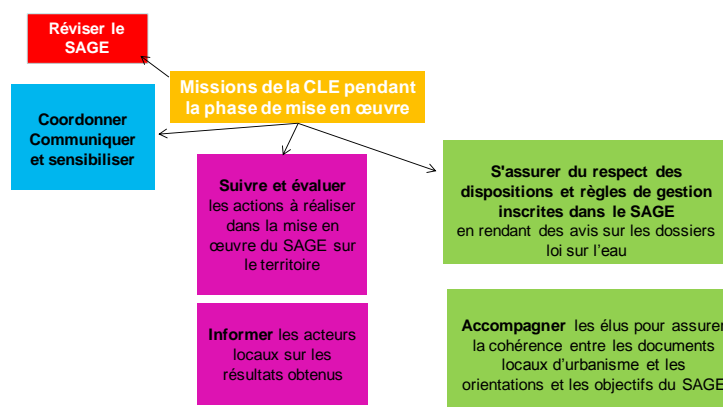 Réviser le
SAGE
Missions de la CLE pendant
la phase de mise en œuvre
Coordonner
Communiquer
et sensibiliser
Suivre et évaluer
les actions à réaliser
dans la mise en
œuvre du SAGE sur
le territoire
S'assurer du respect des
dispositions et règles de gestion
inscrites dans le SAGE
en rendant des avis sur les dossiers
loi sur l'eau
Informer les acteurs
locaux sur les
résultats obtenus
Accompagner les élus pour assurer
la cohérence entre les documents
locaux d'urbanisme et les
orientations et les objectifs du SAGE